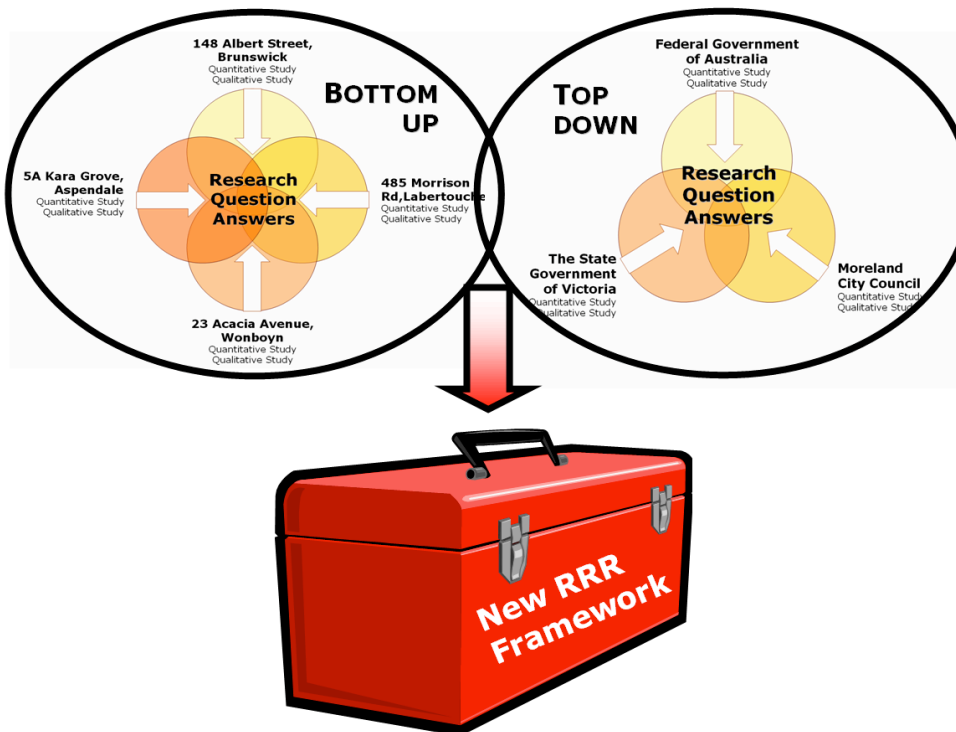 148 Albert Street,
Brunswick
Quantitative Study
Qualitative Study
BOTTOM
UP
5A Kara Grove,
Aspendale
Quantitative Study
Qualitative Study
Research
Question
Answers
485 Morrison
Rd,Labertouche
Quantitative Study
Qualitative Study
23 Acacia Avenue,
Wonboyn
Quantitative Study
Qualitative Study
Federal Government
of Australia
Quantitative Study
Qualitative Study
TOP
DOWN
Research
Question
Answers
The State
Government
of Victoria
Quantitative Study
Qualitative Study
Moreland
City Council
Quantitative Study
Qualitative Study
New RRR
Framework